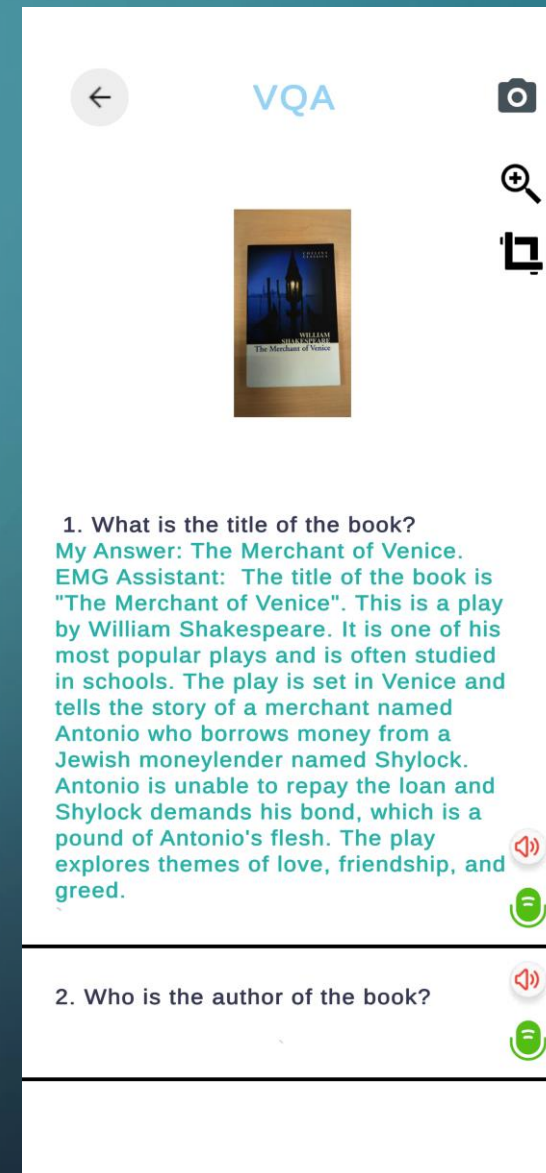 VQA
COLLINS
CLASSICS
WILLIAM
SHAKESPEARE
The Merchant of Venice
1. What is the title of the book?
My Answer: The Merchant of Venice.
EMG Assistant: The title of the book is
"The Merchant of Venice". This is a play
by William Shakespeare. It is one of his
most popular plays and is often studied
in schools. The play is set in Venice and
tells the story of a merchant named
Antonio who borrows money from a
Jewish moneylender named Shylock.
Antonio is unable to repay the loan and
Shylock demands his bond, which is a
pound of Antonio's flesh. The play
explores themes of love, friendship, and
greed.
2. Who is the author of the book?